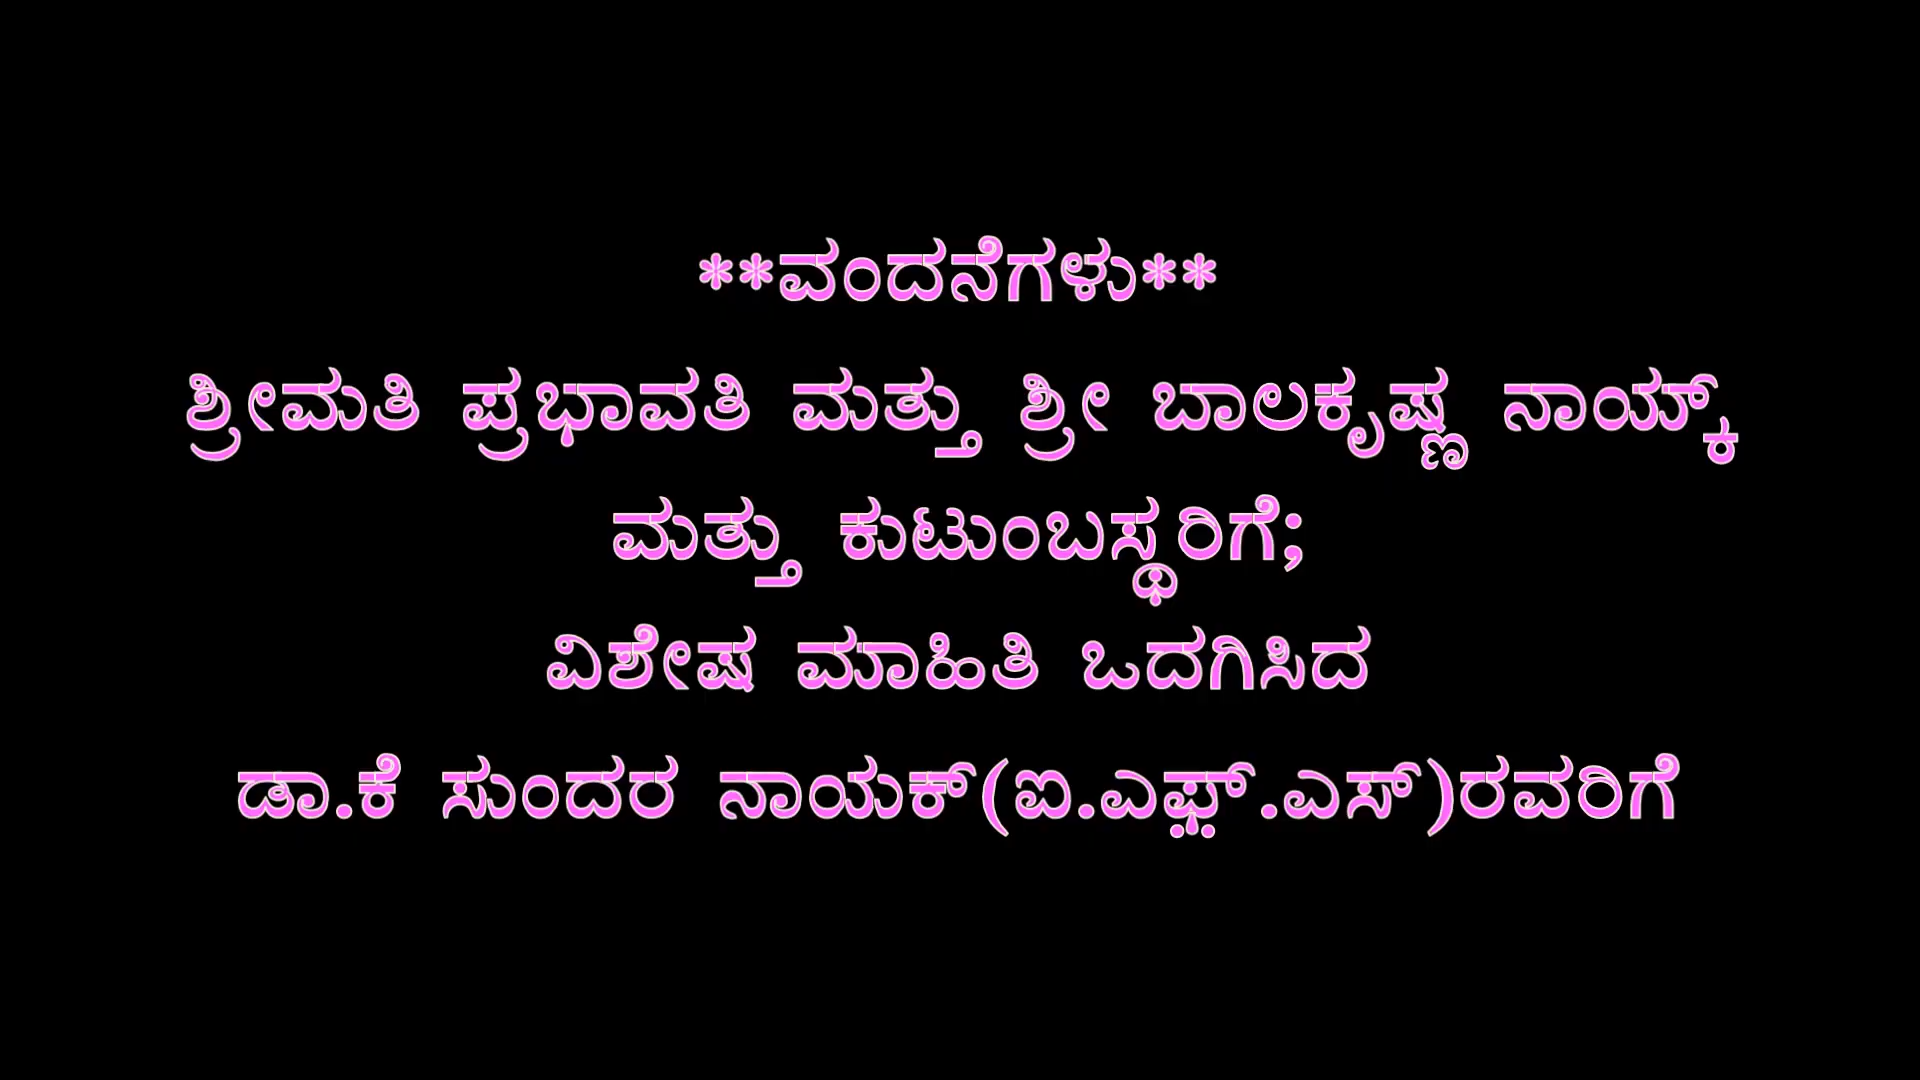 **ವಂದನೆಗಳು**
ಶ್ರೀಮತಿ ಪ್ರಭಾವತಿ ಮತ್ತು ಶ್ರೀ ಬಾಲಕೃಷ್ಣ ನಾಯ್ಕ್
ಮತ್ತು ಕುಟುಂಬಸ್ಥರಿಗೆ;
ವಿಶೇಷ ಮಾಹಿತಿ ಒದಗಿಸಿದ
ಡಾ.ಕೆ ಸುಂದರ ನಾಯಕ್(ಐ.ಎಫ಼್.ಎಸ್)ರವರಿಗೆ